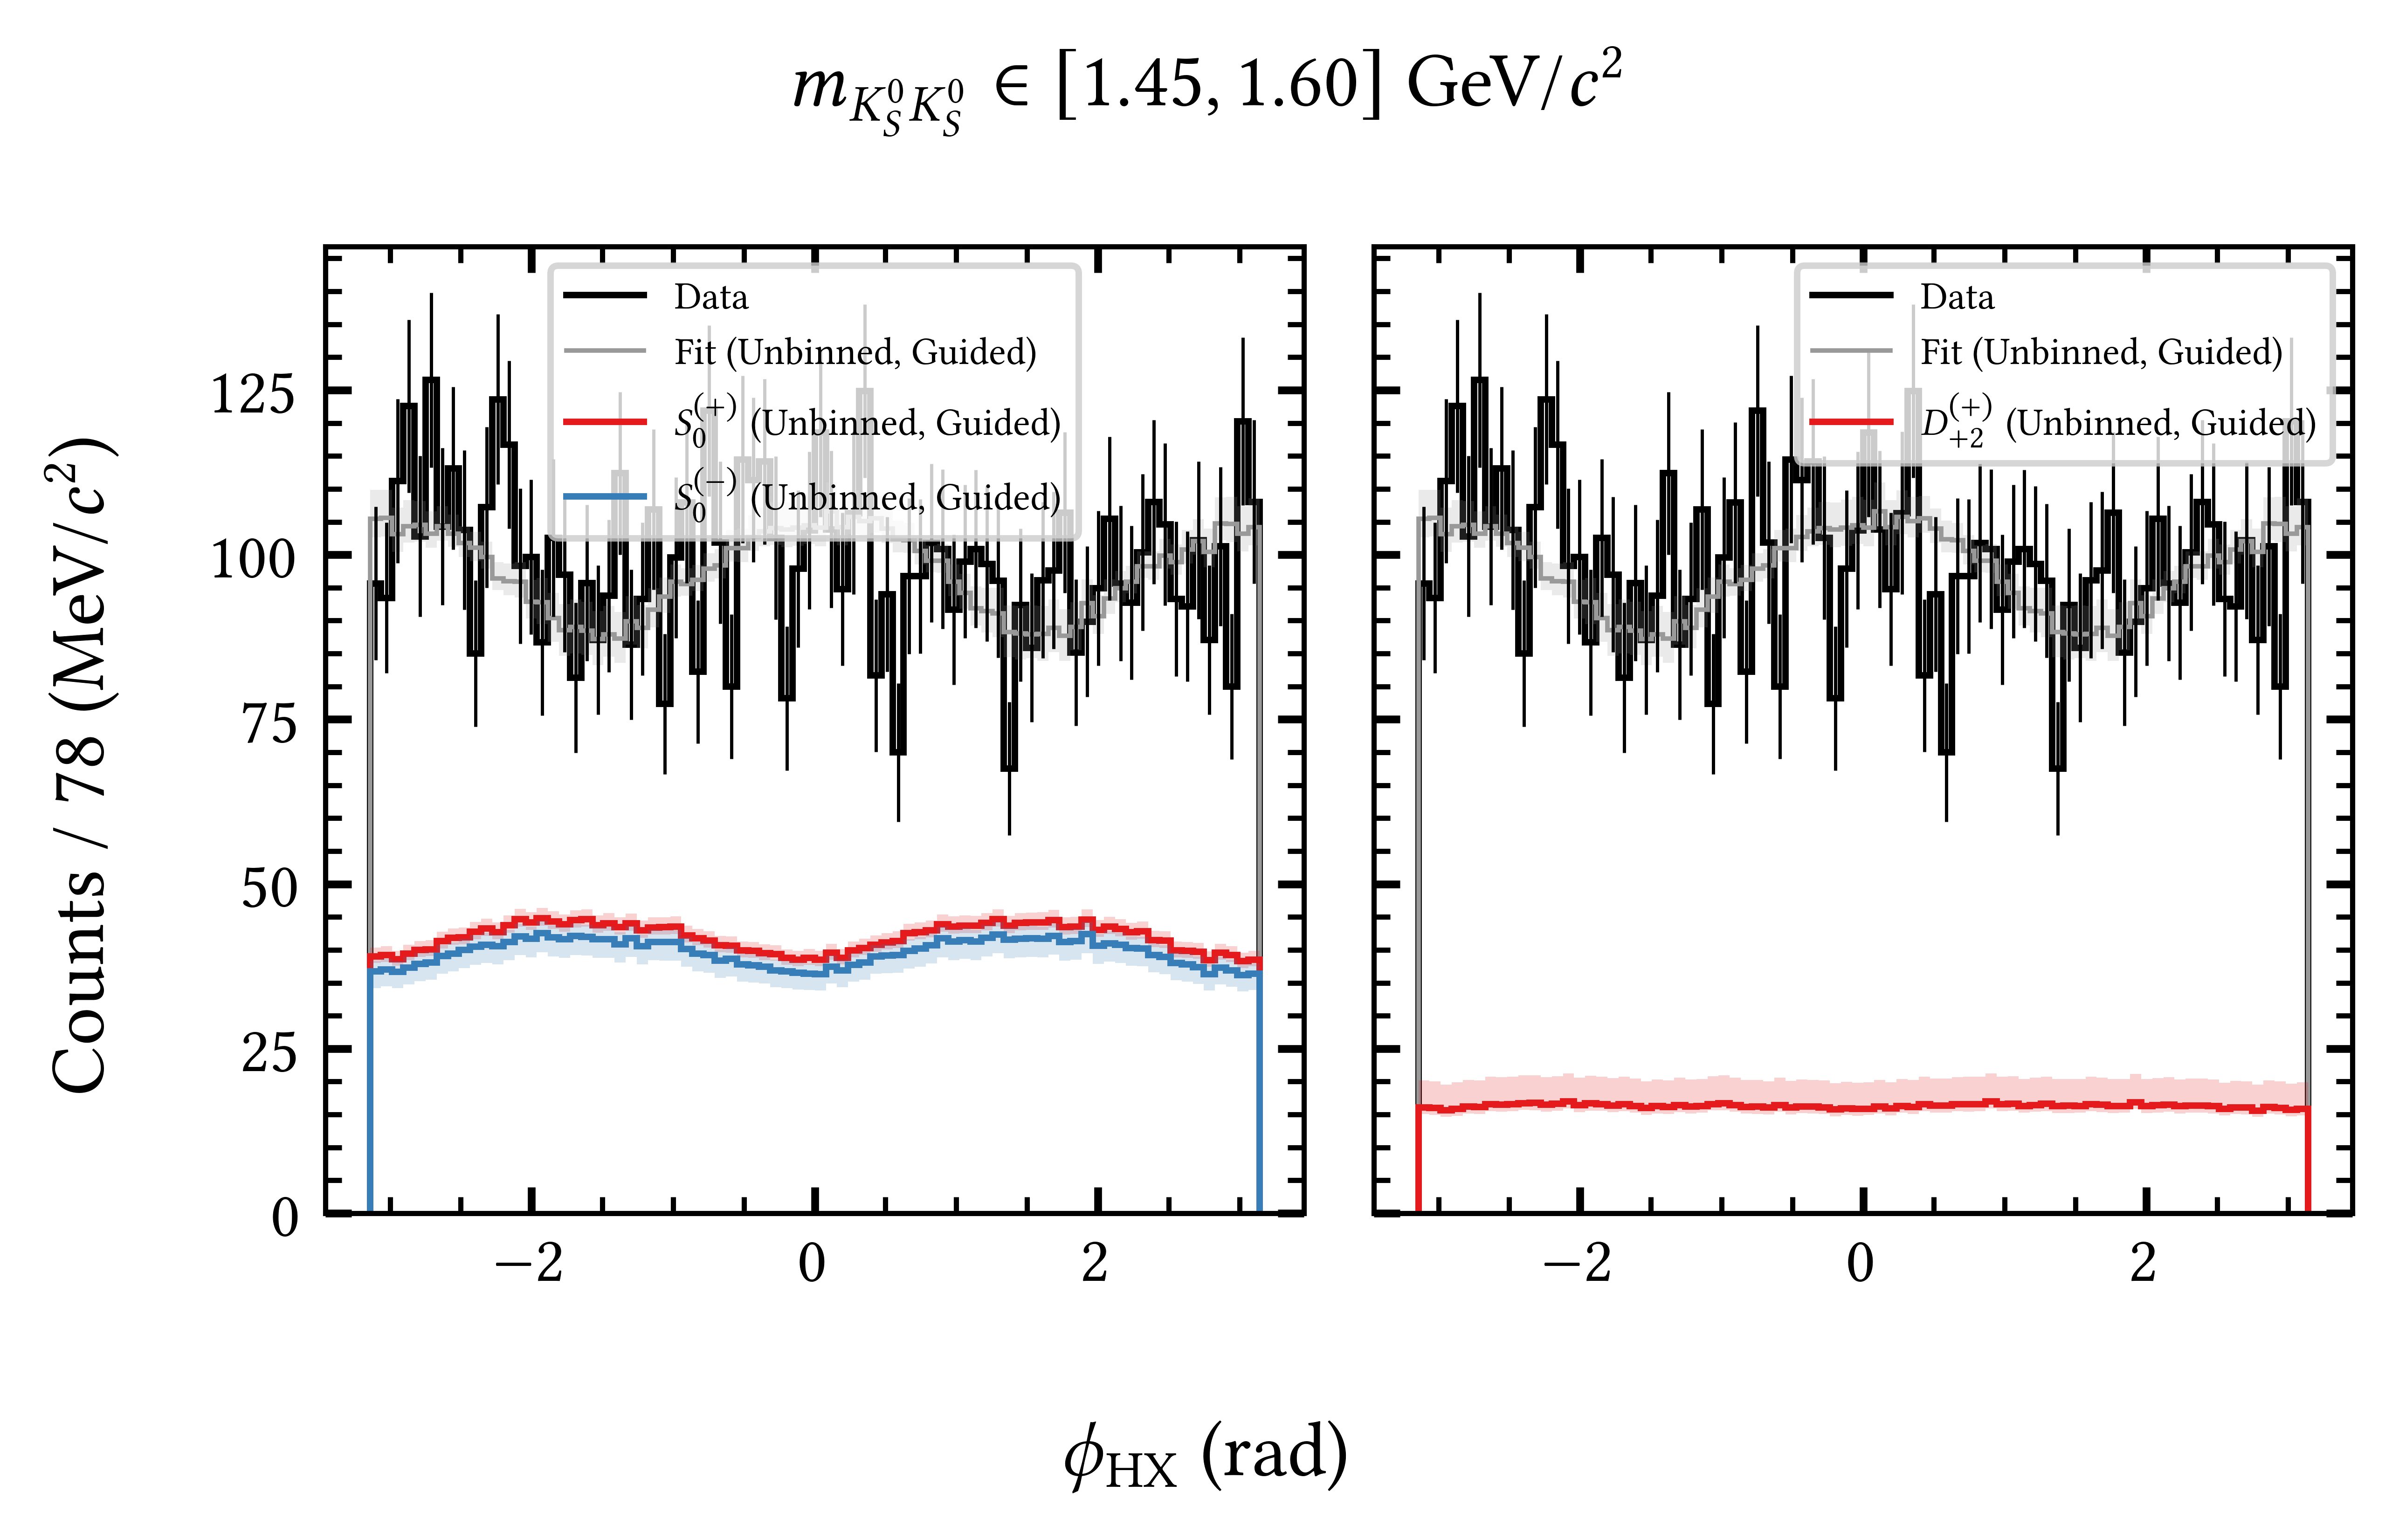 m_{K_S^0 K_S^0} ∈ [1.45, 1.60] GeV/c²
Counts / 78 (MeV/c²)
125
100
75
50
25
0
Data
Fit (Unbinned, Guided)
S_0^{(+)} (Unbinned, Guided)
S_0^{(−)} (Unbinned, Guided)
−2 0 2
Data
Fit (Unbinned, Guided)
D_{+2}^{(+)} (Unbinned, Guided)
−2 0 2
ϕ_{HX} (rad)